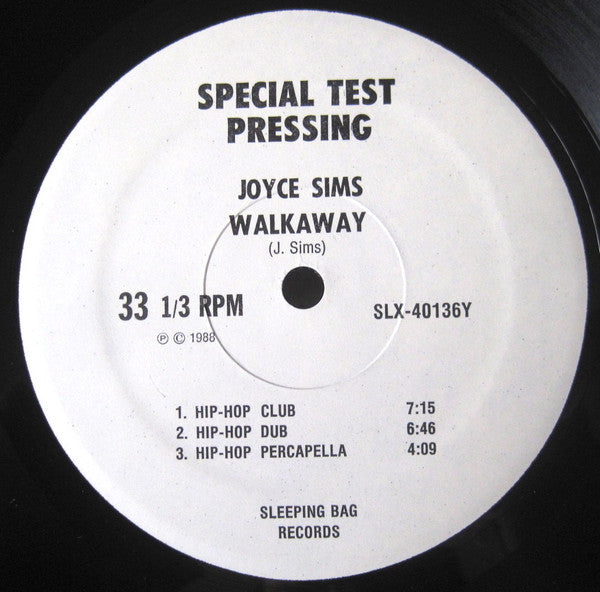 SPECIAL TEST
PRESSING
JOYCE SIMS
WALKAWAY
(J. Sims)
33 1/3 RPM SLX-40136Y
℗ © 1988
1. HIP-HOP CLUB 7:15
2. HIP-HOP DUB 6:46
3. HIP-HOP PERCAPELLA 4:09
SLEEPING BAG
RECORDS